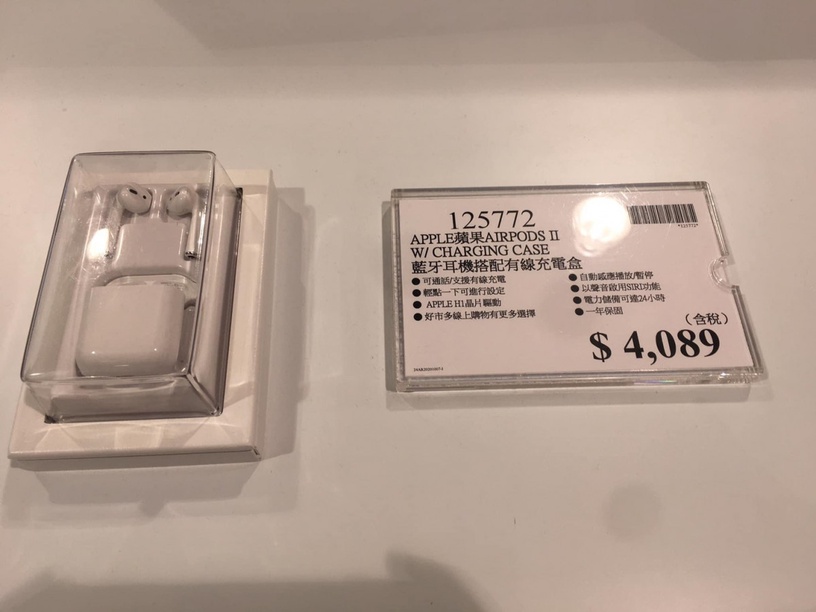 125772
*125772*
APPLE蘋果AIRPODS II
W/ CHARGING CASE
藍牙耳機搭配有線充電盒
●可通話/支援有線充電
●輕點一下可進行設定
● APPLE H1晶片驅動
●好市多線上購物有更多選擇
●自動感應播放/暫停
●以聲音啟用SIRI功能
●電力儲備可達24小時
●一年保固
(含稅)
$ 4,089